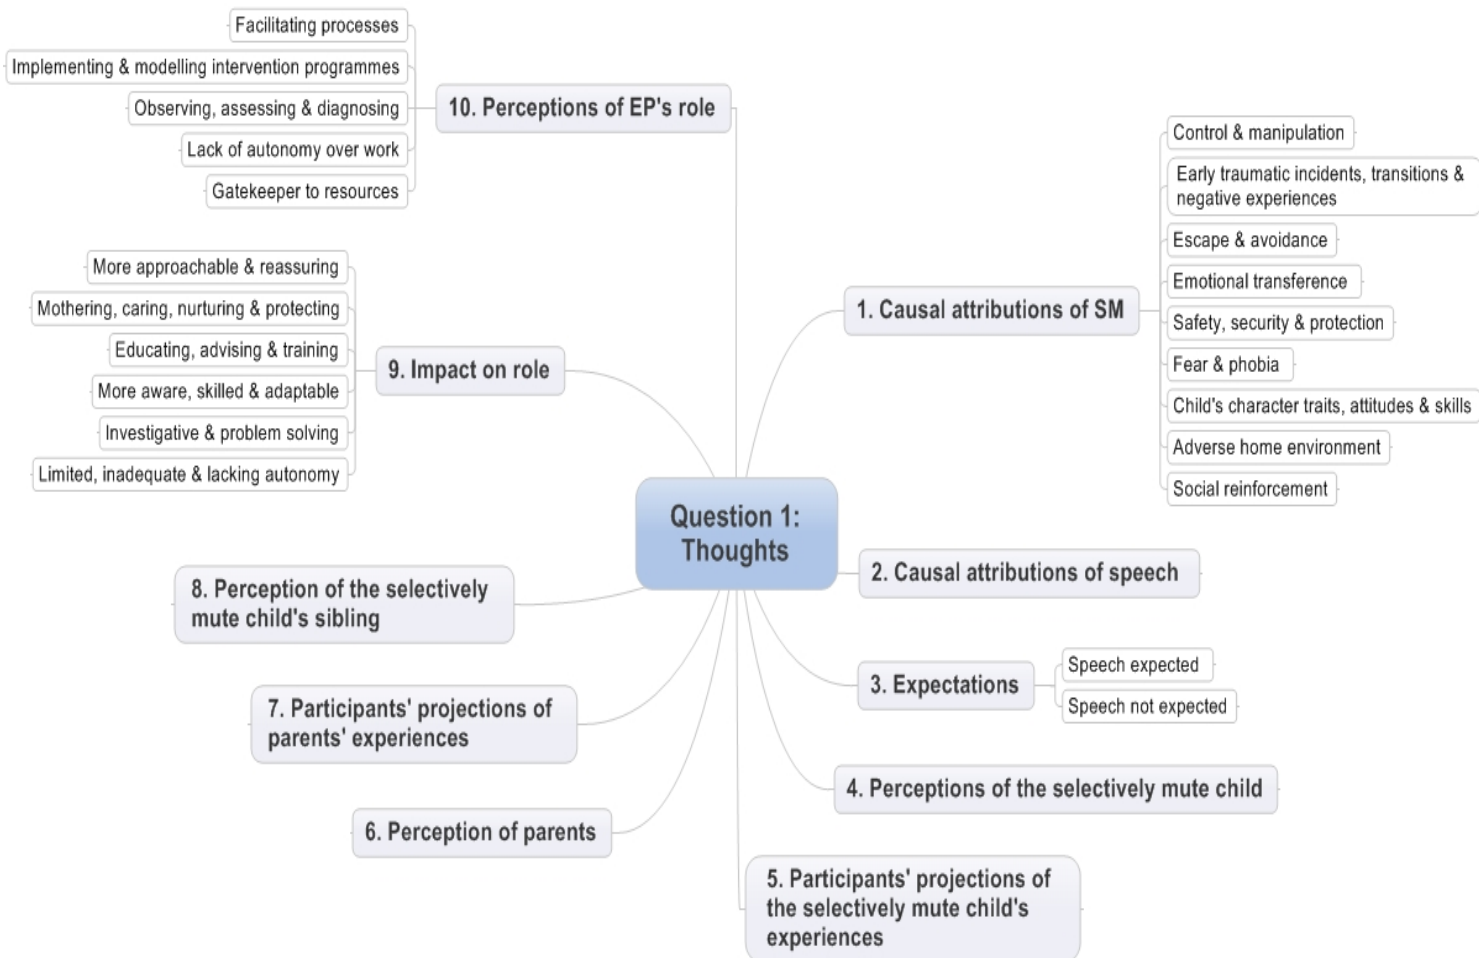 Question 1:
Thoughts
1. Causal attributions of SM
Control & manipulation
Early traumatic incidents, transitions &
negative experiences
Escape & avoidance
Emotional transference
Safety, security & protection
Fear & phobia
Child's character traits, attitudes & skills
Adverse home environment
Social reinforcement
2. Causal attributions of speech
3. Expectations
Speech expected
Speech not expected
4. Perceptions of the selectively mute child
5. Participants' projections of
the selectively mute child's
experiences
6. Perception of parents
7. Participants' projections of
parents' experiences
8. Perception of the selectively
mute child's sibling
9. Impact on role
More approachable & reassuring
Mothering, caring, nurturing & protecting
Educating, advising & training
More aware, skilled & adaptable
Investigative & problem solving
Limited, inadequate & lacking autonomy
10. Perceptions of EP's role
Facilitating processes
Implementing & modelling intervention programmes
Observing, assessing & diagnosing
Lack of autonomy over work
Gatekeeper to resources